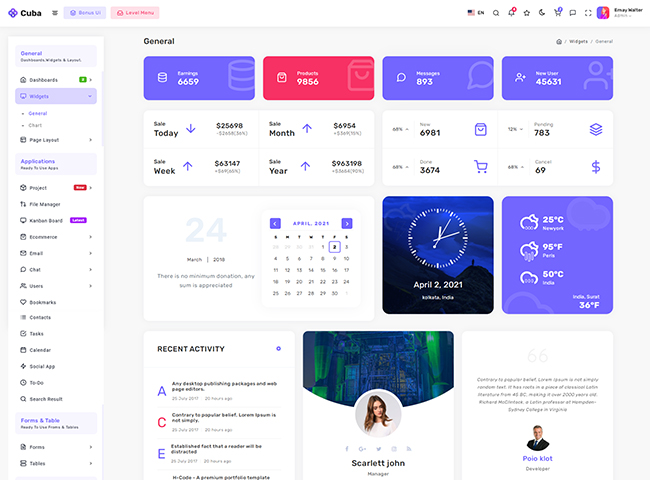 Cuba
Bonus UI
Level Menu
EN
Emay Walter
General
Dashboards,Widgets & Layout.
Dashboards
Widgets
General
Chart
Page Layout
Applications
Ready To Use Apps
Project
New
File Manager
Kanban Board
Latest
Ecommerce
Email
Chat
Users
Bookmarks
Contacts
Tasks
Calendar
Social App
To-Do
Search Result
Forms & Table
Ready To Use Froms & Tables
Forms
Tables
General
/ Widgets / General
Earnings
6659
Products
9856
Messages
893
New User
45631
Sale
Today
$25698
-$2658(36%)
Sale
Month
$6954
+$369(15%)
Sale
Week
$63147
+$69(65%)
Sale
Year
$963198
+$3654(90%)
68%
New
6981
12%
Pending
783
68%
Done
3674
68%
Cancel
69
24
March | 2018
There is no minimum donation, any
sum is appreciated
APRIL, 2021
S M T W T F S
28 29 30 31 1 2 3
4 5 6 7 8 9 10
11 12 13 14 15 16 17
18 19 20 21 22 23 24
25 26 27 28 29 30 1
April 2, 2021
kolkata, India
25°C
Newyork
95°F
Peris
50°C
India
India, Surat
36°F
RECENT ACTIVITY
A
Any desktop publishing packages and web
page editors.
25 July 2017 20 hours ago
C
Contrary to popular belief, Lorem Ipsum is
not simply.
25 July 2017 20 hours ago
E
Established fact that a reader will be
distracted
25 July 2017 20 hours ago
H-Code - A premium portfolio template
Scarlett john
Manager
66
Contrary to popular belief, Lorem Ipsum is not simply
random text. It has roots in a piece of classical Latin
literature from 45 BC, making it over 2000 years old.
Richard McClintock, a Latin professor at Hampden-
Sydney College in Virginia
Poio klot
Developer